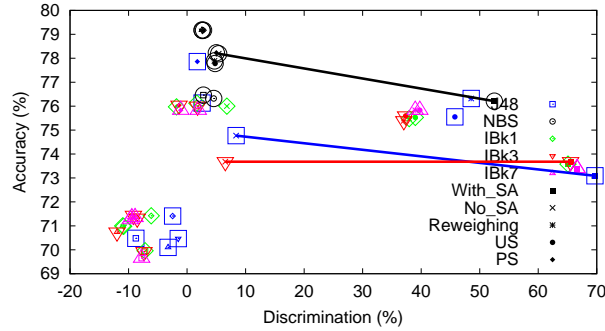 80
79
78
77
76
75
74
73
72
71
70
69
Accuracy (%)
-20 -10 0 10 20 30 40 50 60 70
Discrimination (%)
J48
NBS
IBk1
IBk3
IBk7
With_SA
No_SA
Reweighing
US
PS